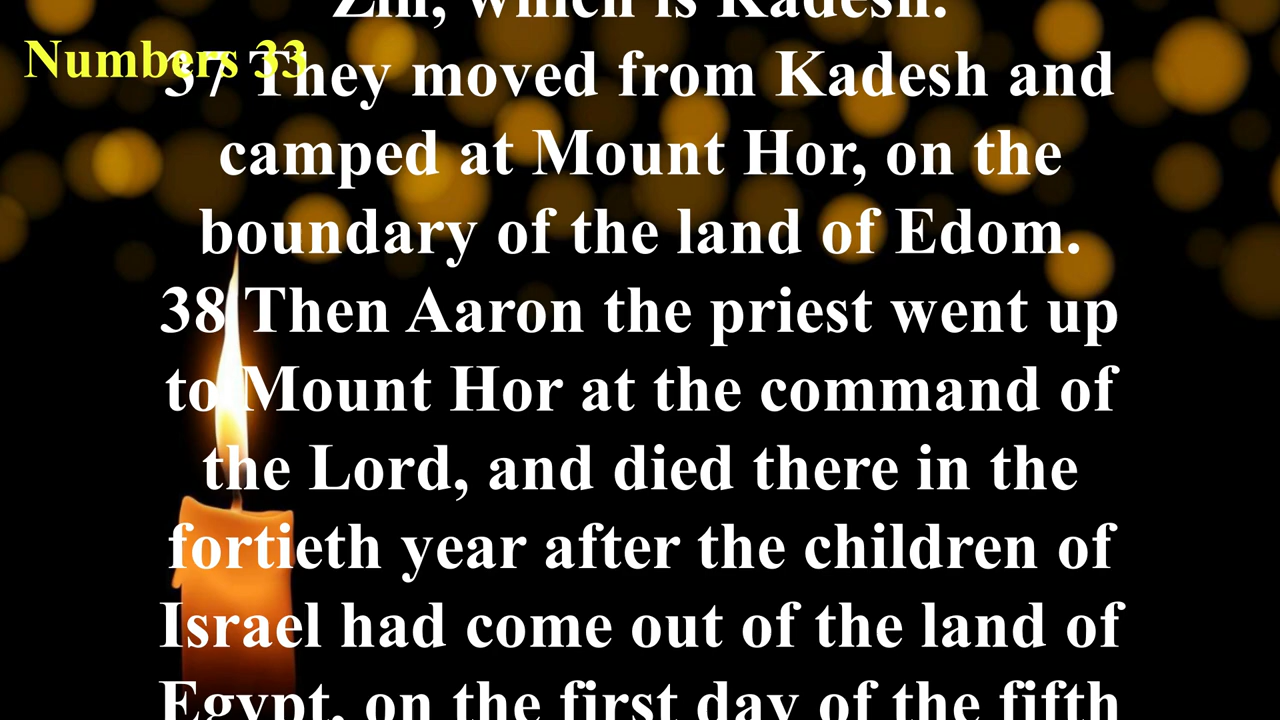 Zin, which is Kadesh.
Numbers 33
37 They moved from Kadesh and
camped at Mount Hor, on the
boundary of the land of Edom.
38 Then Aaron the priest went up
to Mount Hor at the command of
the Lord, and died there in the
fortieth year after the children of
Israel had come out of the land of
Egypt, on the first day of the fifth